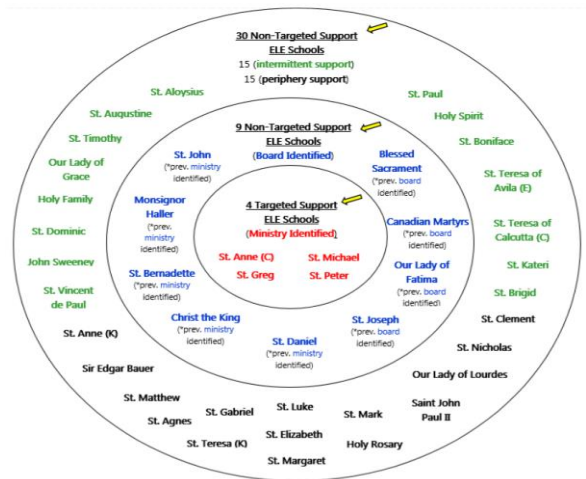 30 Non-Targeted Support
ELE Schools
15 (intermittent support)
15 (periphery support)
St. Aloysius
St. Augustine
St. Timothy
Our Lady of
Grace
Holy Family
St. Dominic
John Sweeney
St. Vincent
de Paul
St. Paul
Holy Spirit
St. Boniface
St. Teresa of
Avila (E)
St. Teresa of
Calcutta (C)
St. Kateri
St. Brigid
St. Clement
St. Nicholas
Our Lady of Lourdes
Saint John
Paul II
St. Anne (K)
Sir Edgar Bauer
St. Matthew
St. Agnes
St. Gabriel
St. Teresa (K)
St. Luke
St. Elizabeth
St. Margaret
St. Mark
Holy Rosary
9 Non-Targeted Support
ELE Schools
(Board Identified)
St. John
(*prev. ministry
identified)
Monsignor
Haller
(*prev.
ministry
identified)
St. Bernadette
(*prev. ministry
identified)
Christ the King
(*prev. ministry
identified)
St. Daniel
(*prev. ministry
identified)
St. Joseph
(*prev. board
identified)
Our Lady of
Fatima
(*prev. board
identified)
Canadian Martyrs
(*prev. board
identified)
Blessed
Sacrament
(*prev. board
identified)
4 Targeted Support
ELE Schools
(Ministry Identified)
St. Anne (C)
St. Michael
St. Greg
St. Peter